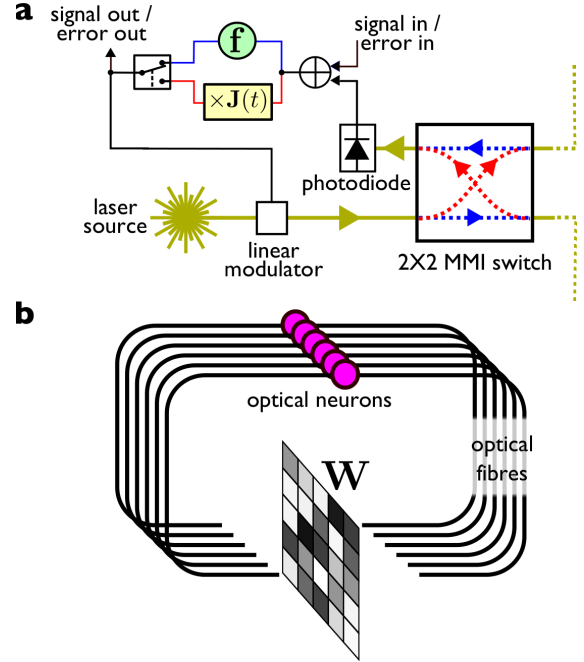 a
signal out /
error out
signal in /
error in
f
×J(t)
photodiode
laser
source
linear
modulator
2X2 MMI switch
b
optical neurons
W
optical
fibres